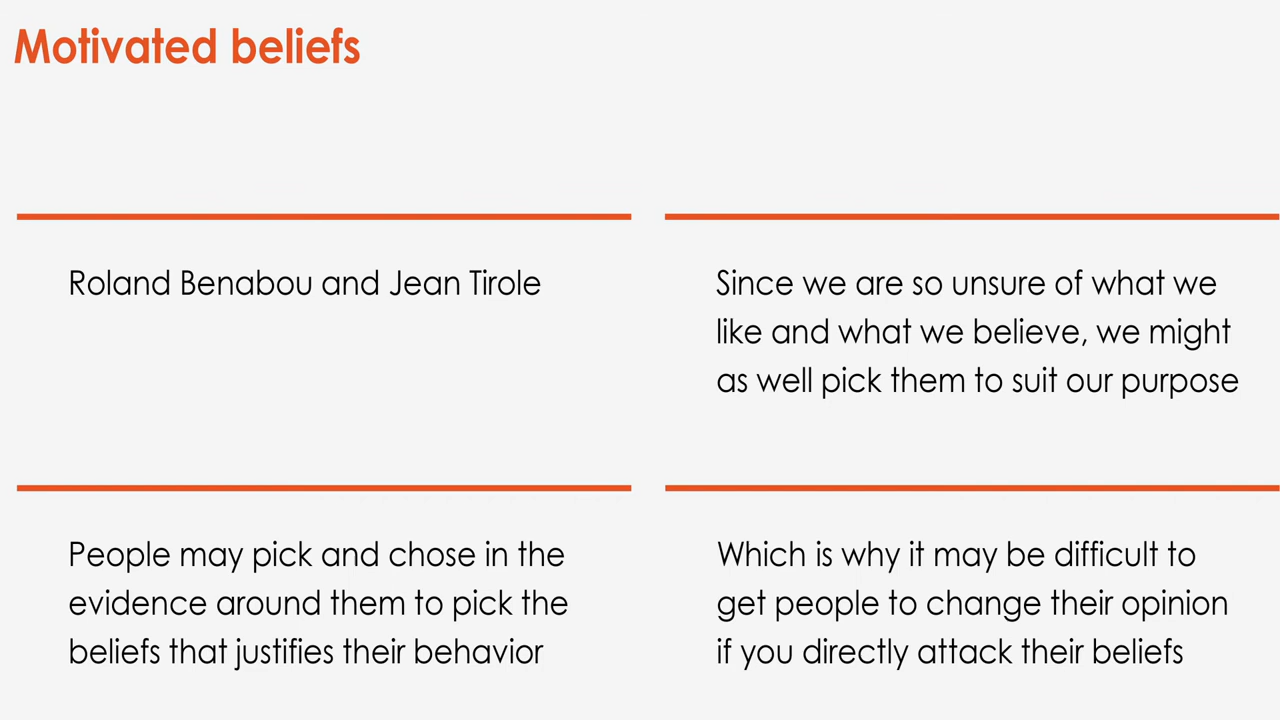 Motivated beliefs
Roland Benabou and Jean Tirole
Since we are so unsure of what we
like and what we believe, we might
as well pick them to suit our purpose
People may pick and chose in the
evidence around them to pick the
beliefs that justifies their behavior
Which is why it may be difficult to
get people to change their opinion
if you directly attack their beliefs